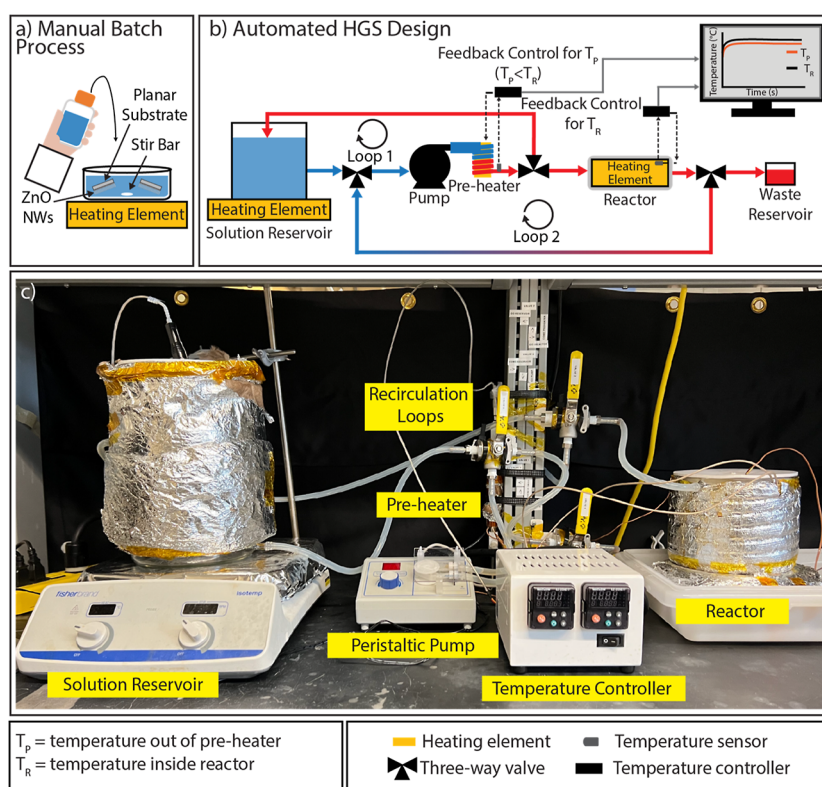 a) Manual Batch
Process
Planar
Substrate
Stir Bar
ZnO
NWs
Heating Element
b) Automated HGS Design
Feedback Control for TP
(TP<TR)
Feedback Control
for TR
Temperature (°C)
TP
TR
Time (s)
Loop 1
Pump
Pre-heater
Heating
Element
Reactor
Waste
Reservoir
Heating Element
Solution Reservoir
Loop 2
c)
Recirculation
Loops
Pre-heater
fisherbrand
isotemp
Reactor
Peristaltic Pump
Solution Reservoir
Temperature Controller
TP = temperature out of pre-heater
TR = temperature inside reactor
Heating element
Temperature sensor
Three-way valve
Temperature controller